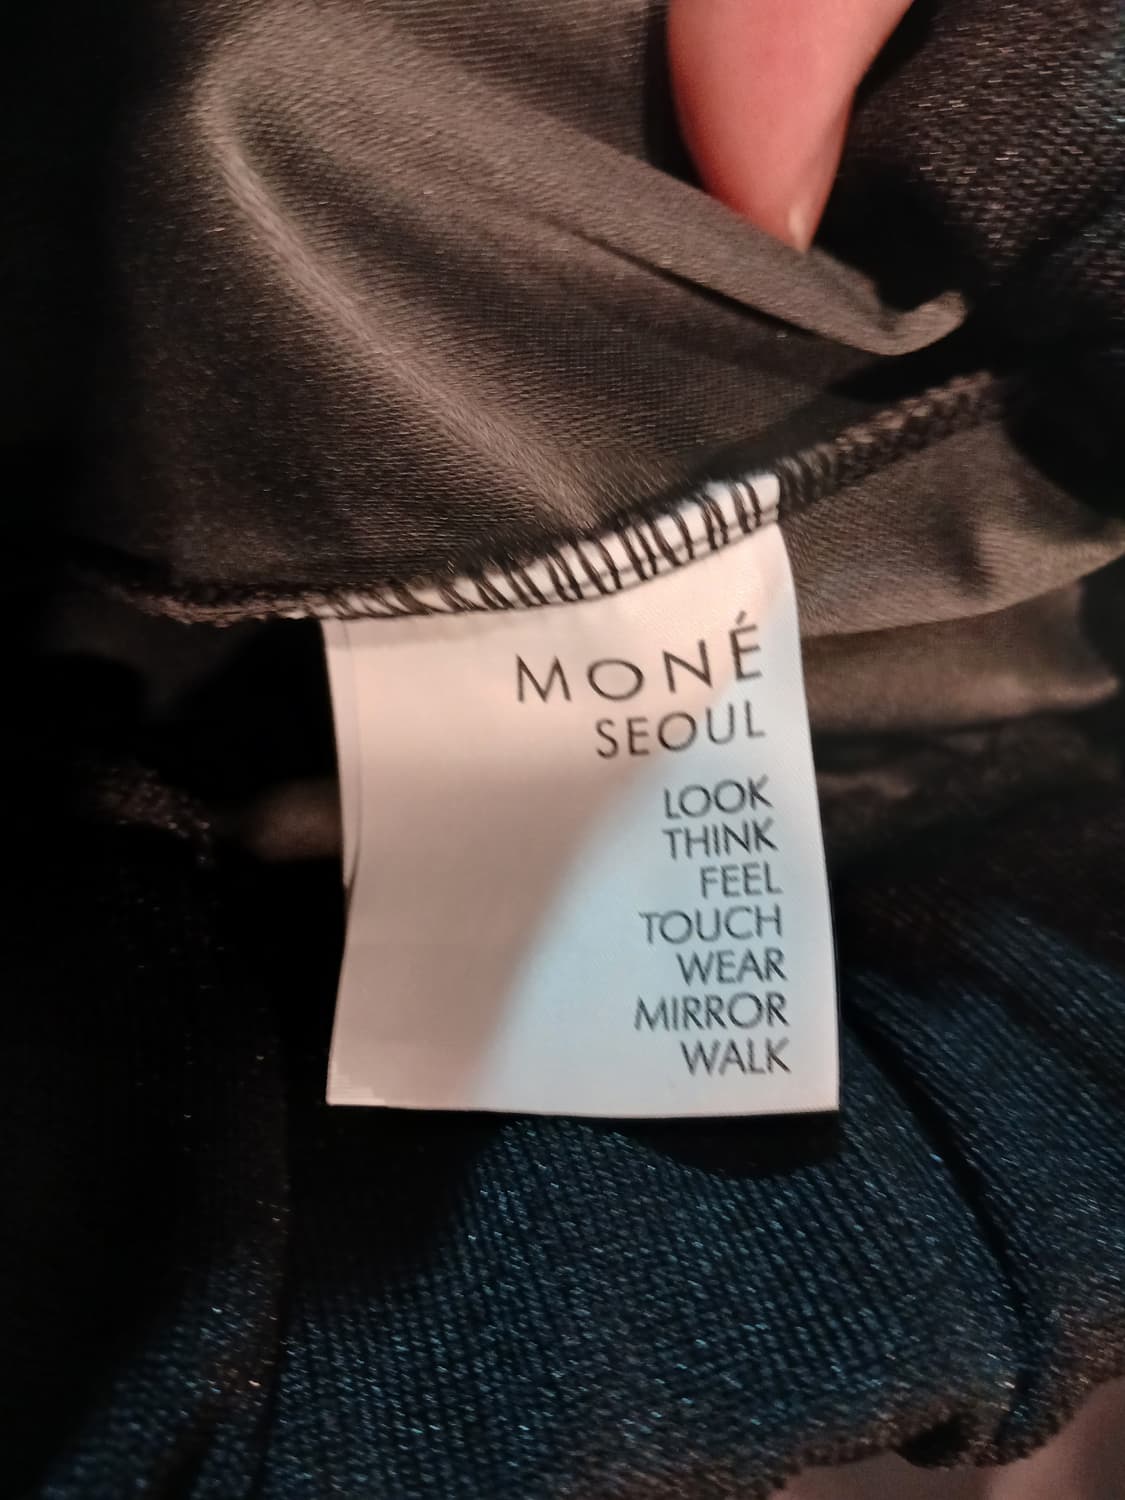 MONÉ
SEOUL
LOOK
THINK
FEEL
TOUCH
WEAR
MIRROR
WALK